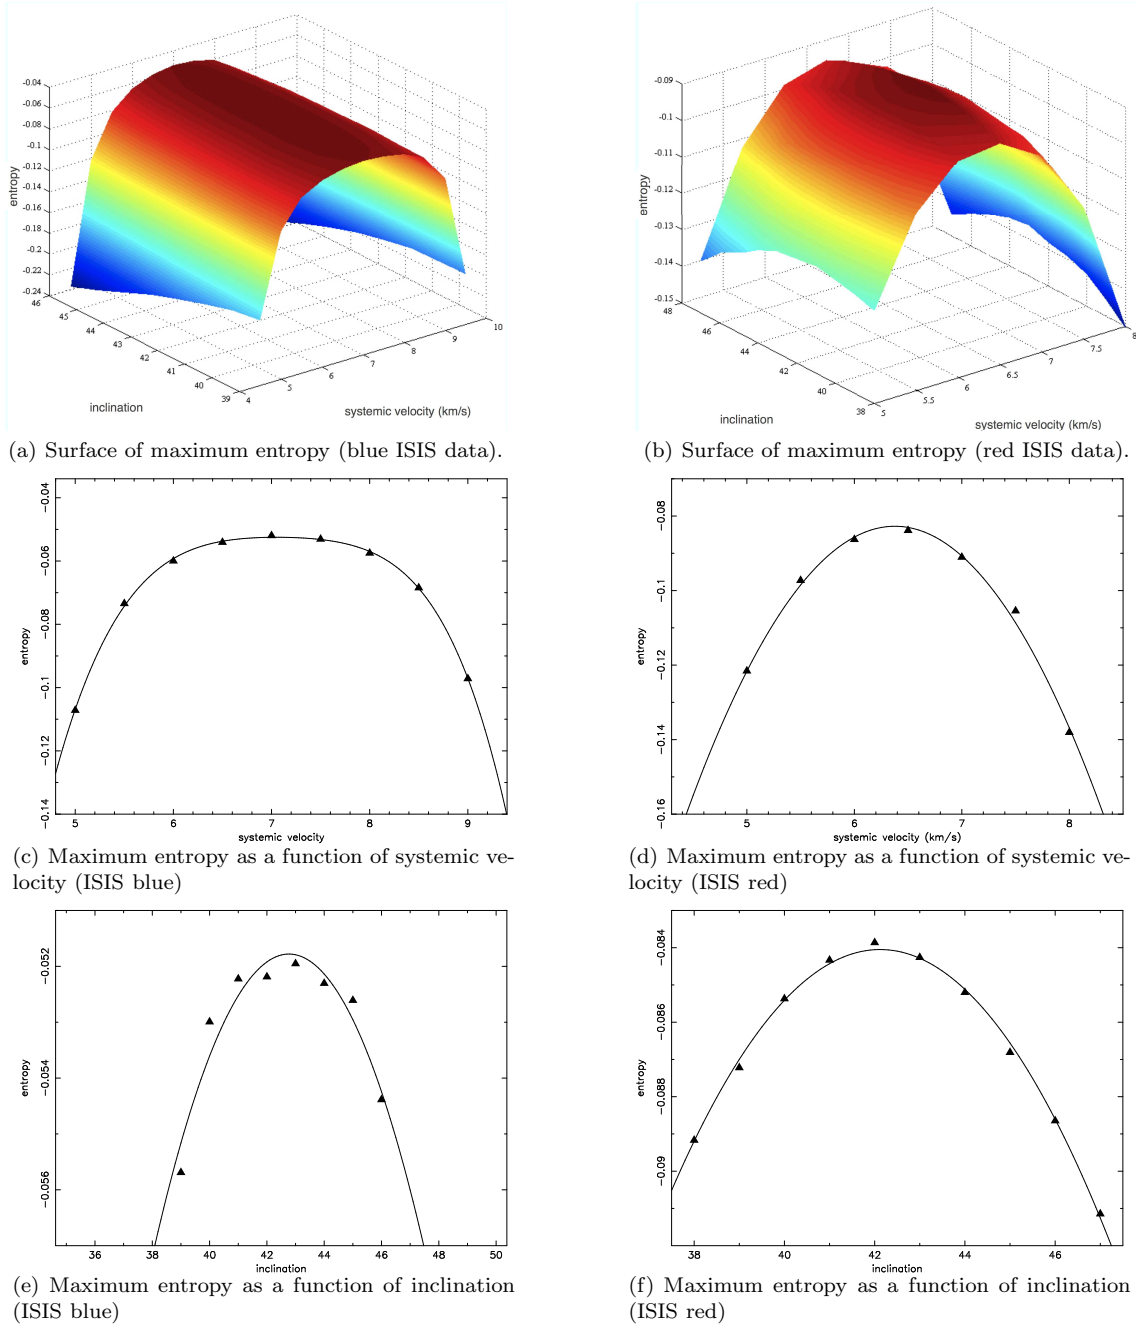 -0.04
-0.06
-0.08
-0.1
-0.12
-0.14
-0.16
-0.18
-0.2
-0.22
-0.24
entropy
46
45
44
43
42
41
40
39
4
5
6
7
8
9
10
inclination
systemic velocity (km/s)
(a) Surface of maximum entropy (blue ISIS data).
-0.09
-0.1
-0.11
-0.12
-0.13
-0.14
-0.15
entropy
48
46
44
42
40
38
5
5.5
6
6.5
7
7.5
8
inclination
systemic velocity (km/s)
(b) Surface of maximum entropy (red ISIS data).
−0.04
−0.06
−0.08
−0.1
−0.12
−0.14
entropy
5 6 7 8 9
systemic velocity
(c) Maximum entropy as a function of systemic ve-
locity (ISIS blue)
−0.08
−0.1
−0.12
−0.14
−0.16
entropy
5 6 7 8
systemic velocity (km/s)
(d) Maximum entropy as a function of systemic ve-
locity (ISIS red)
−0.052
−0.054
−0.056
entropy
36 38 40 42 44 46 48 50
inclination
(e) Maximum entropy as a function of inclination
(ISIS blue)
−0.084
−0.086
−0.088
−0.09
entropy
38 40 42 44 46
inclination
(f) Maximum entropy as a function of inclination
(ISIS red)